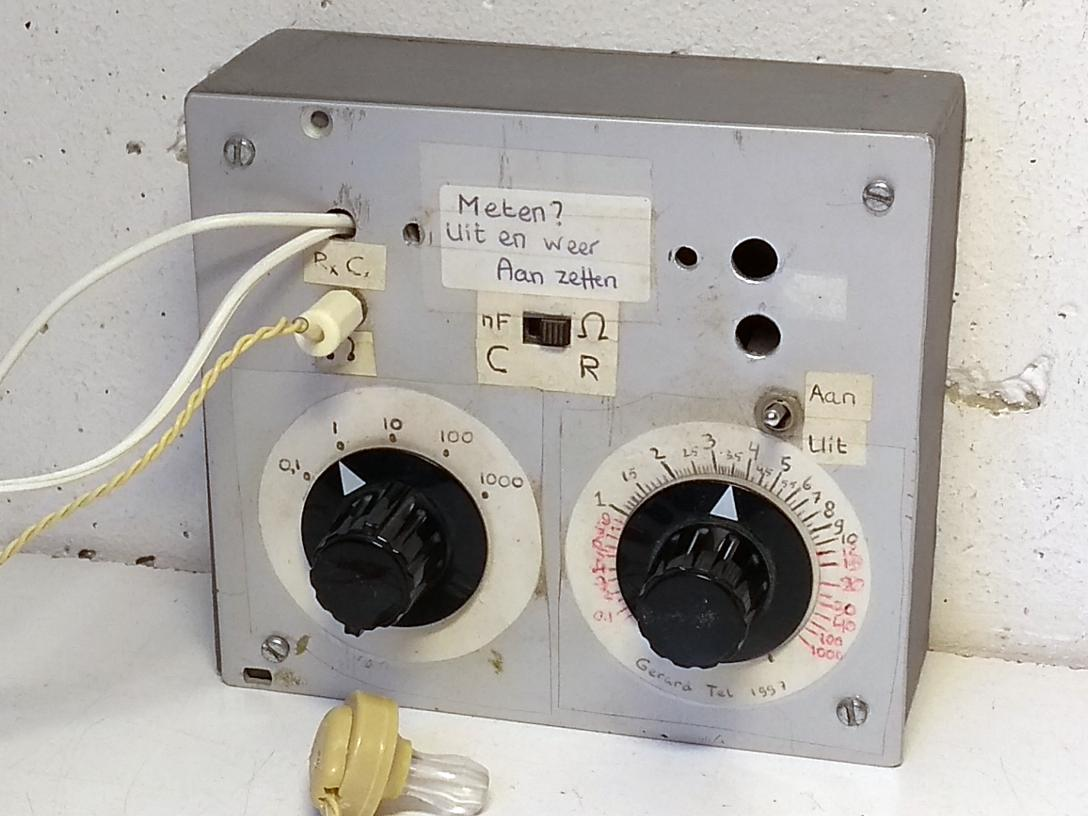 Meten?
Uit en weer
Aan zetten
Rx Cx
nF Ω
C R
Ω
Aan
Uit
0,1 1 10 100 1000
1 15 2 2.5 3 3.5 4 4.5 5 5.5 6 7 8 9 10
0.1
30
40
100
1000
Gerard Tel 1997